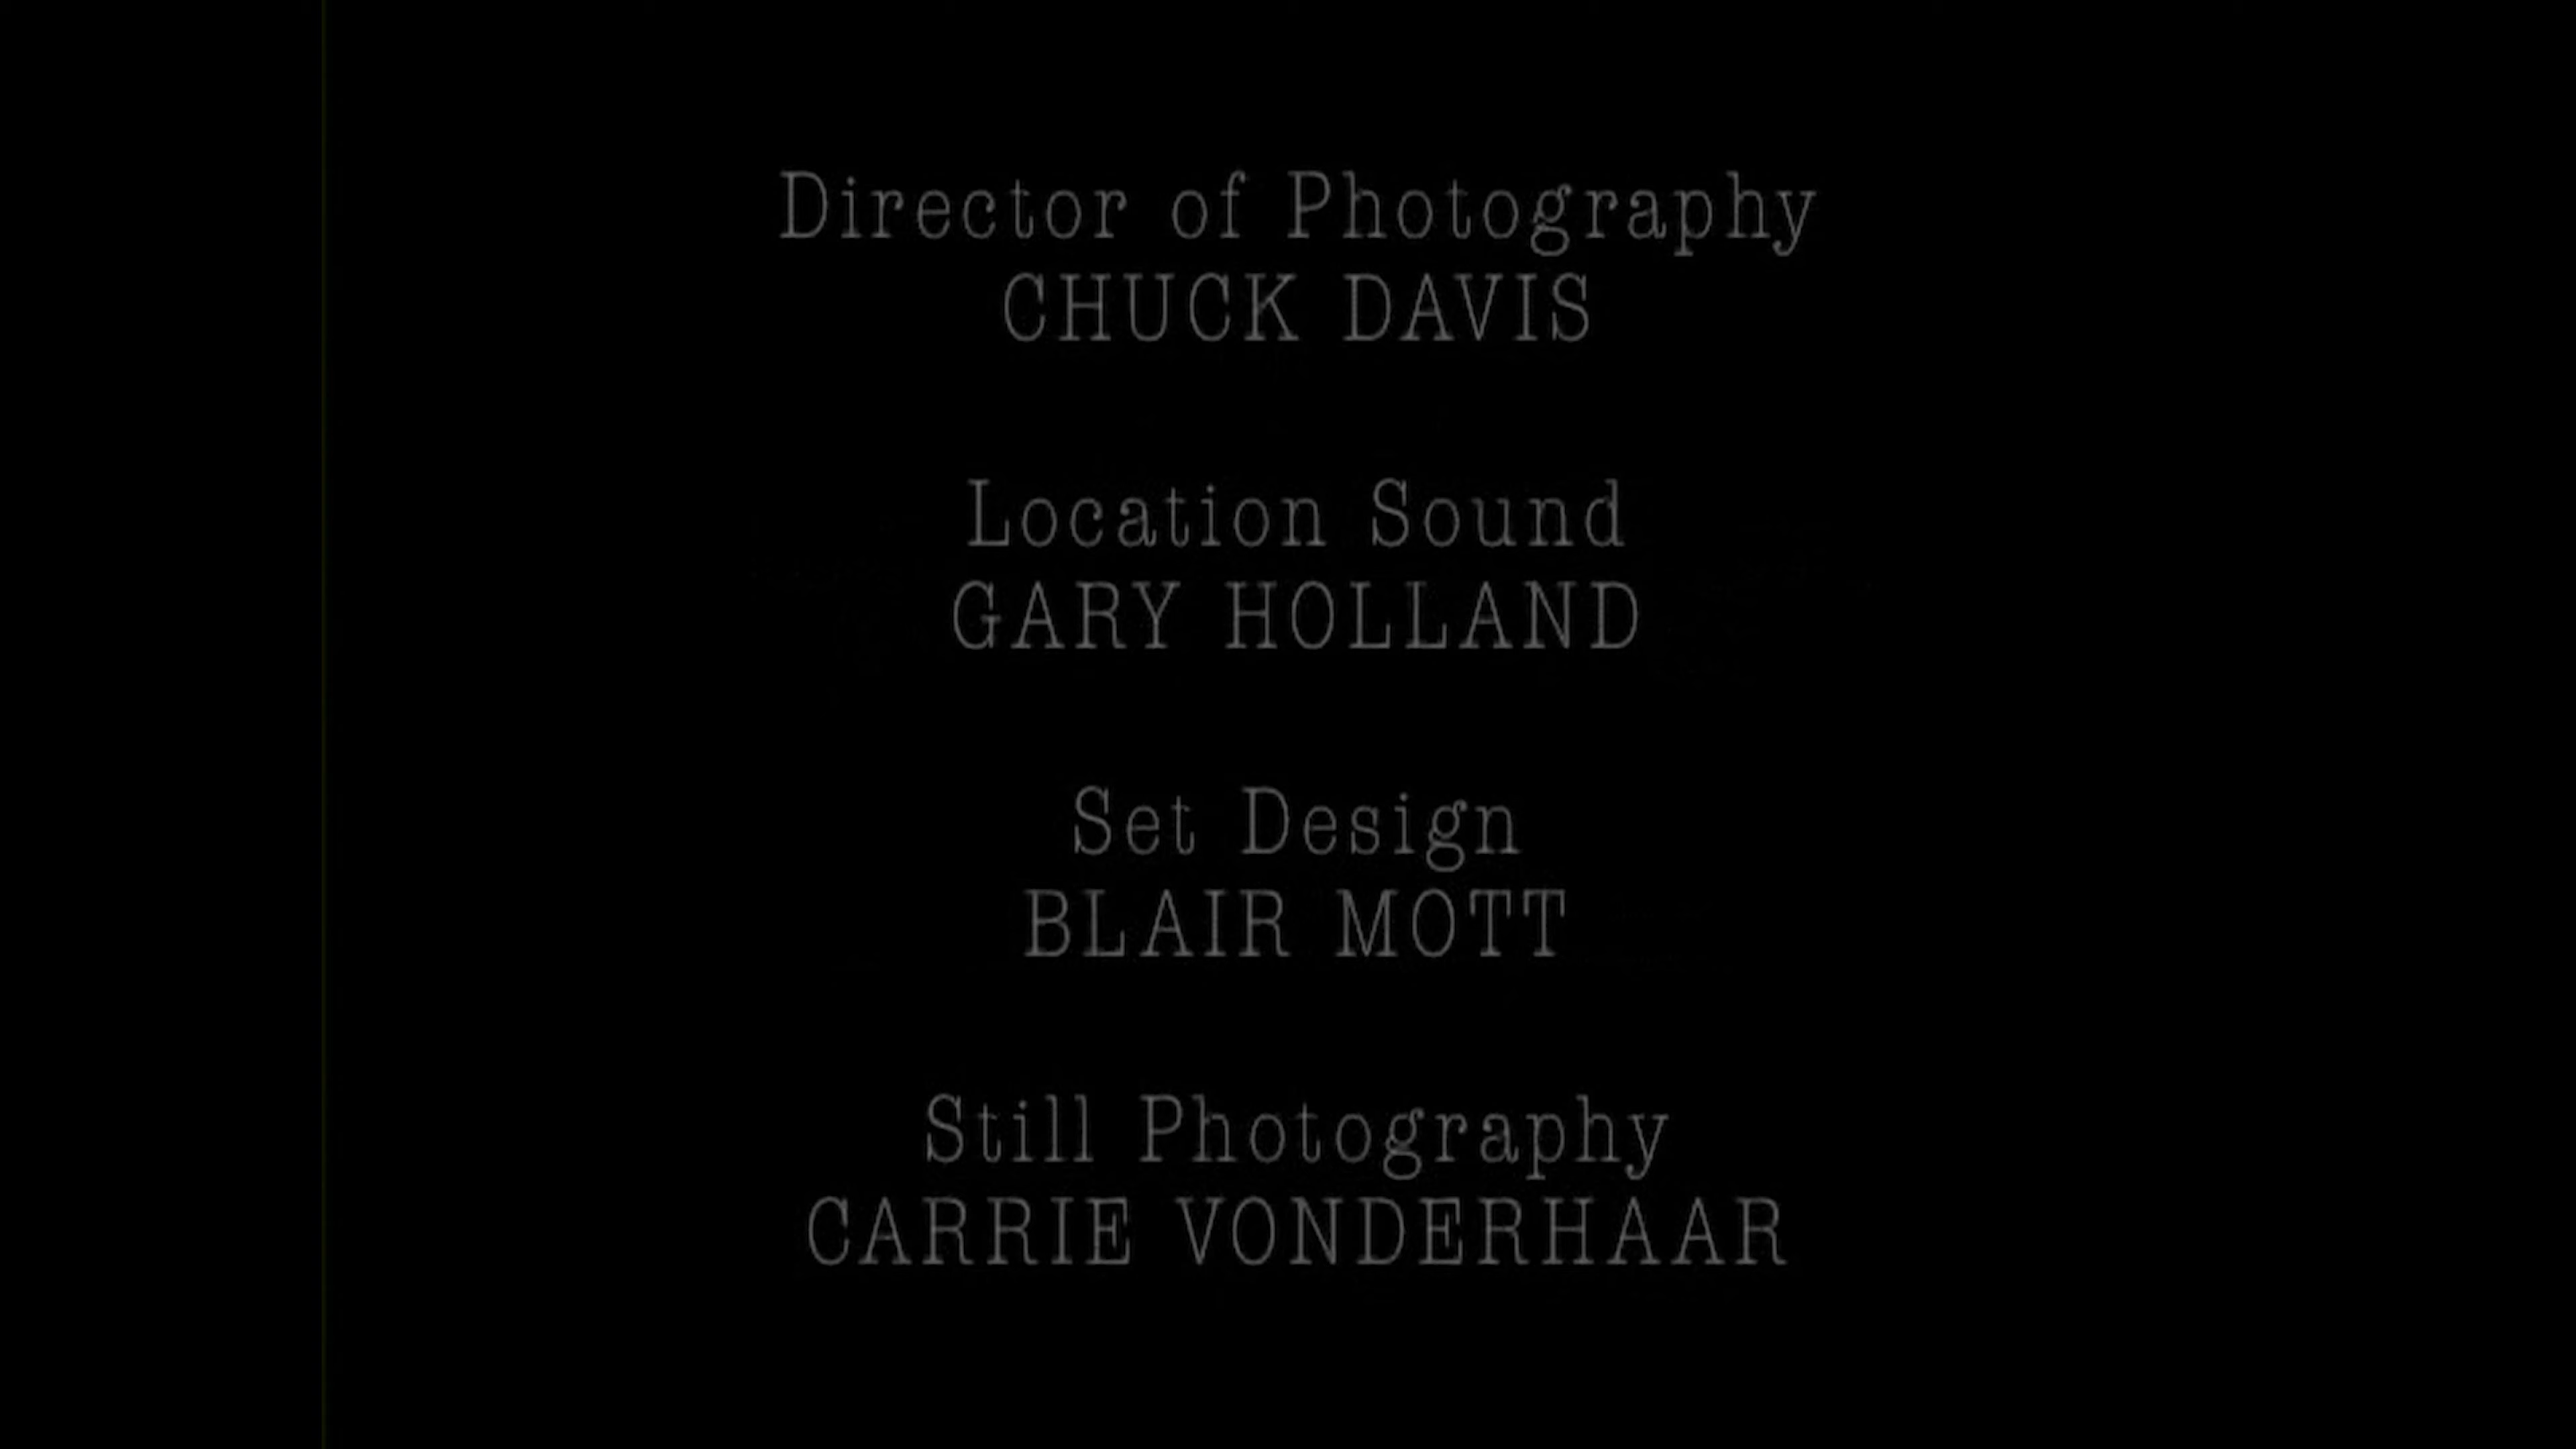 Director of Photography
CHUCK DAVIS
Location Sound
GARY HOLLAND
Set Design
BLAIR MOTT
Still Photography
CARRIE VONDERHAAR